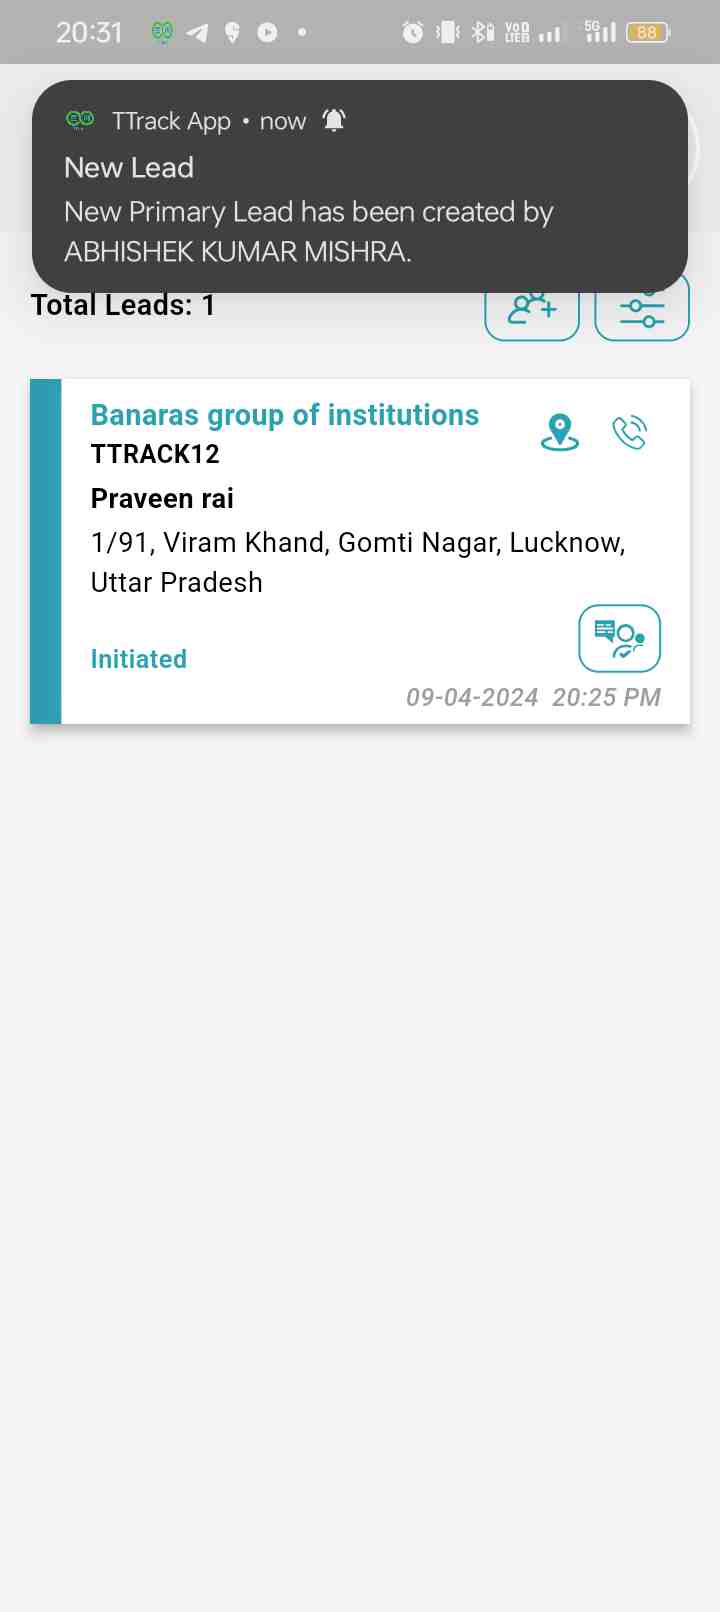 20:31
VoD
LTE
5G
88
TTrack App • now
New Lead
New Primary Lead has been created by
ABHISHEK KUMAR MISHRA.
Total Leads: 1
Banaras group of institutions
TTRACK12
Praveen rai
1/91, Viram Khand, Gomti Nagar, Lucknow,
Uttar Pradesh
Initiated
09-04-2024 20:25 PM